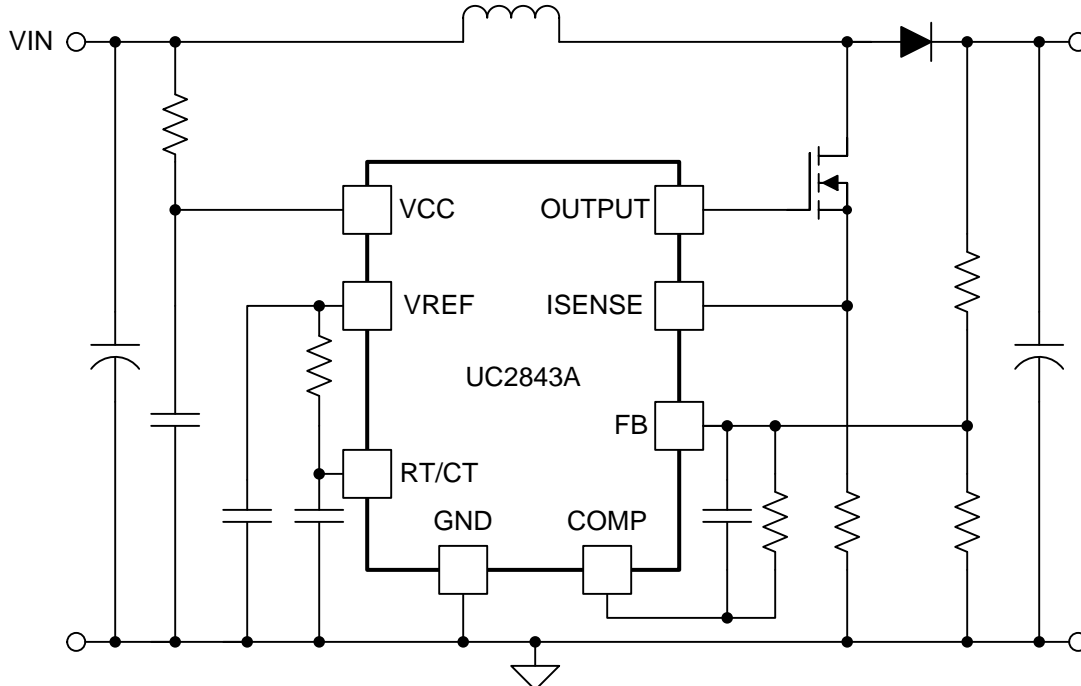 VIN
VCC
OUTPUT
VREF
ISENSE
UC2843A
FB
RT/CT
GND
COMP